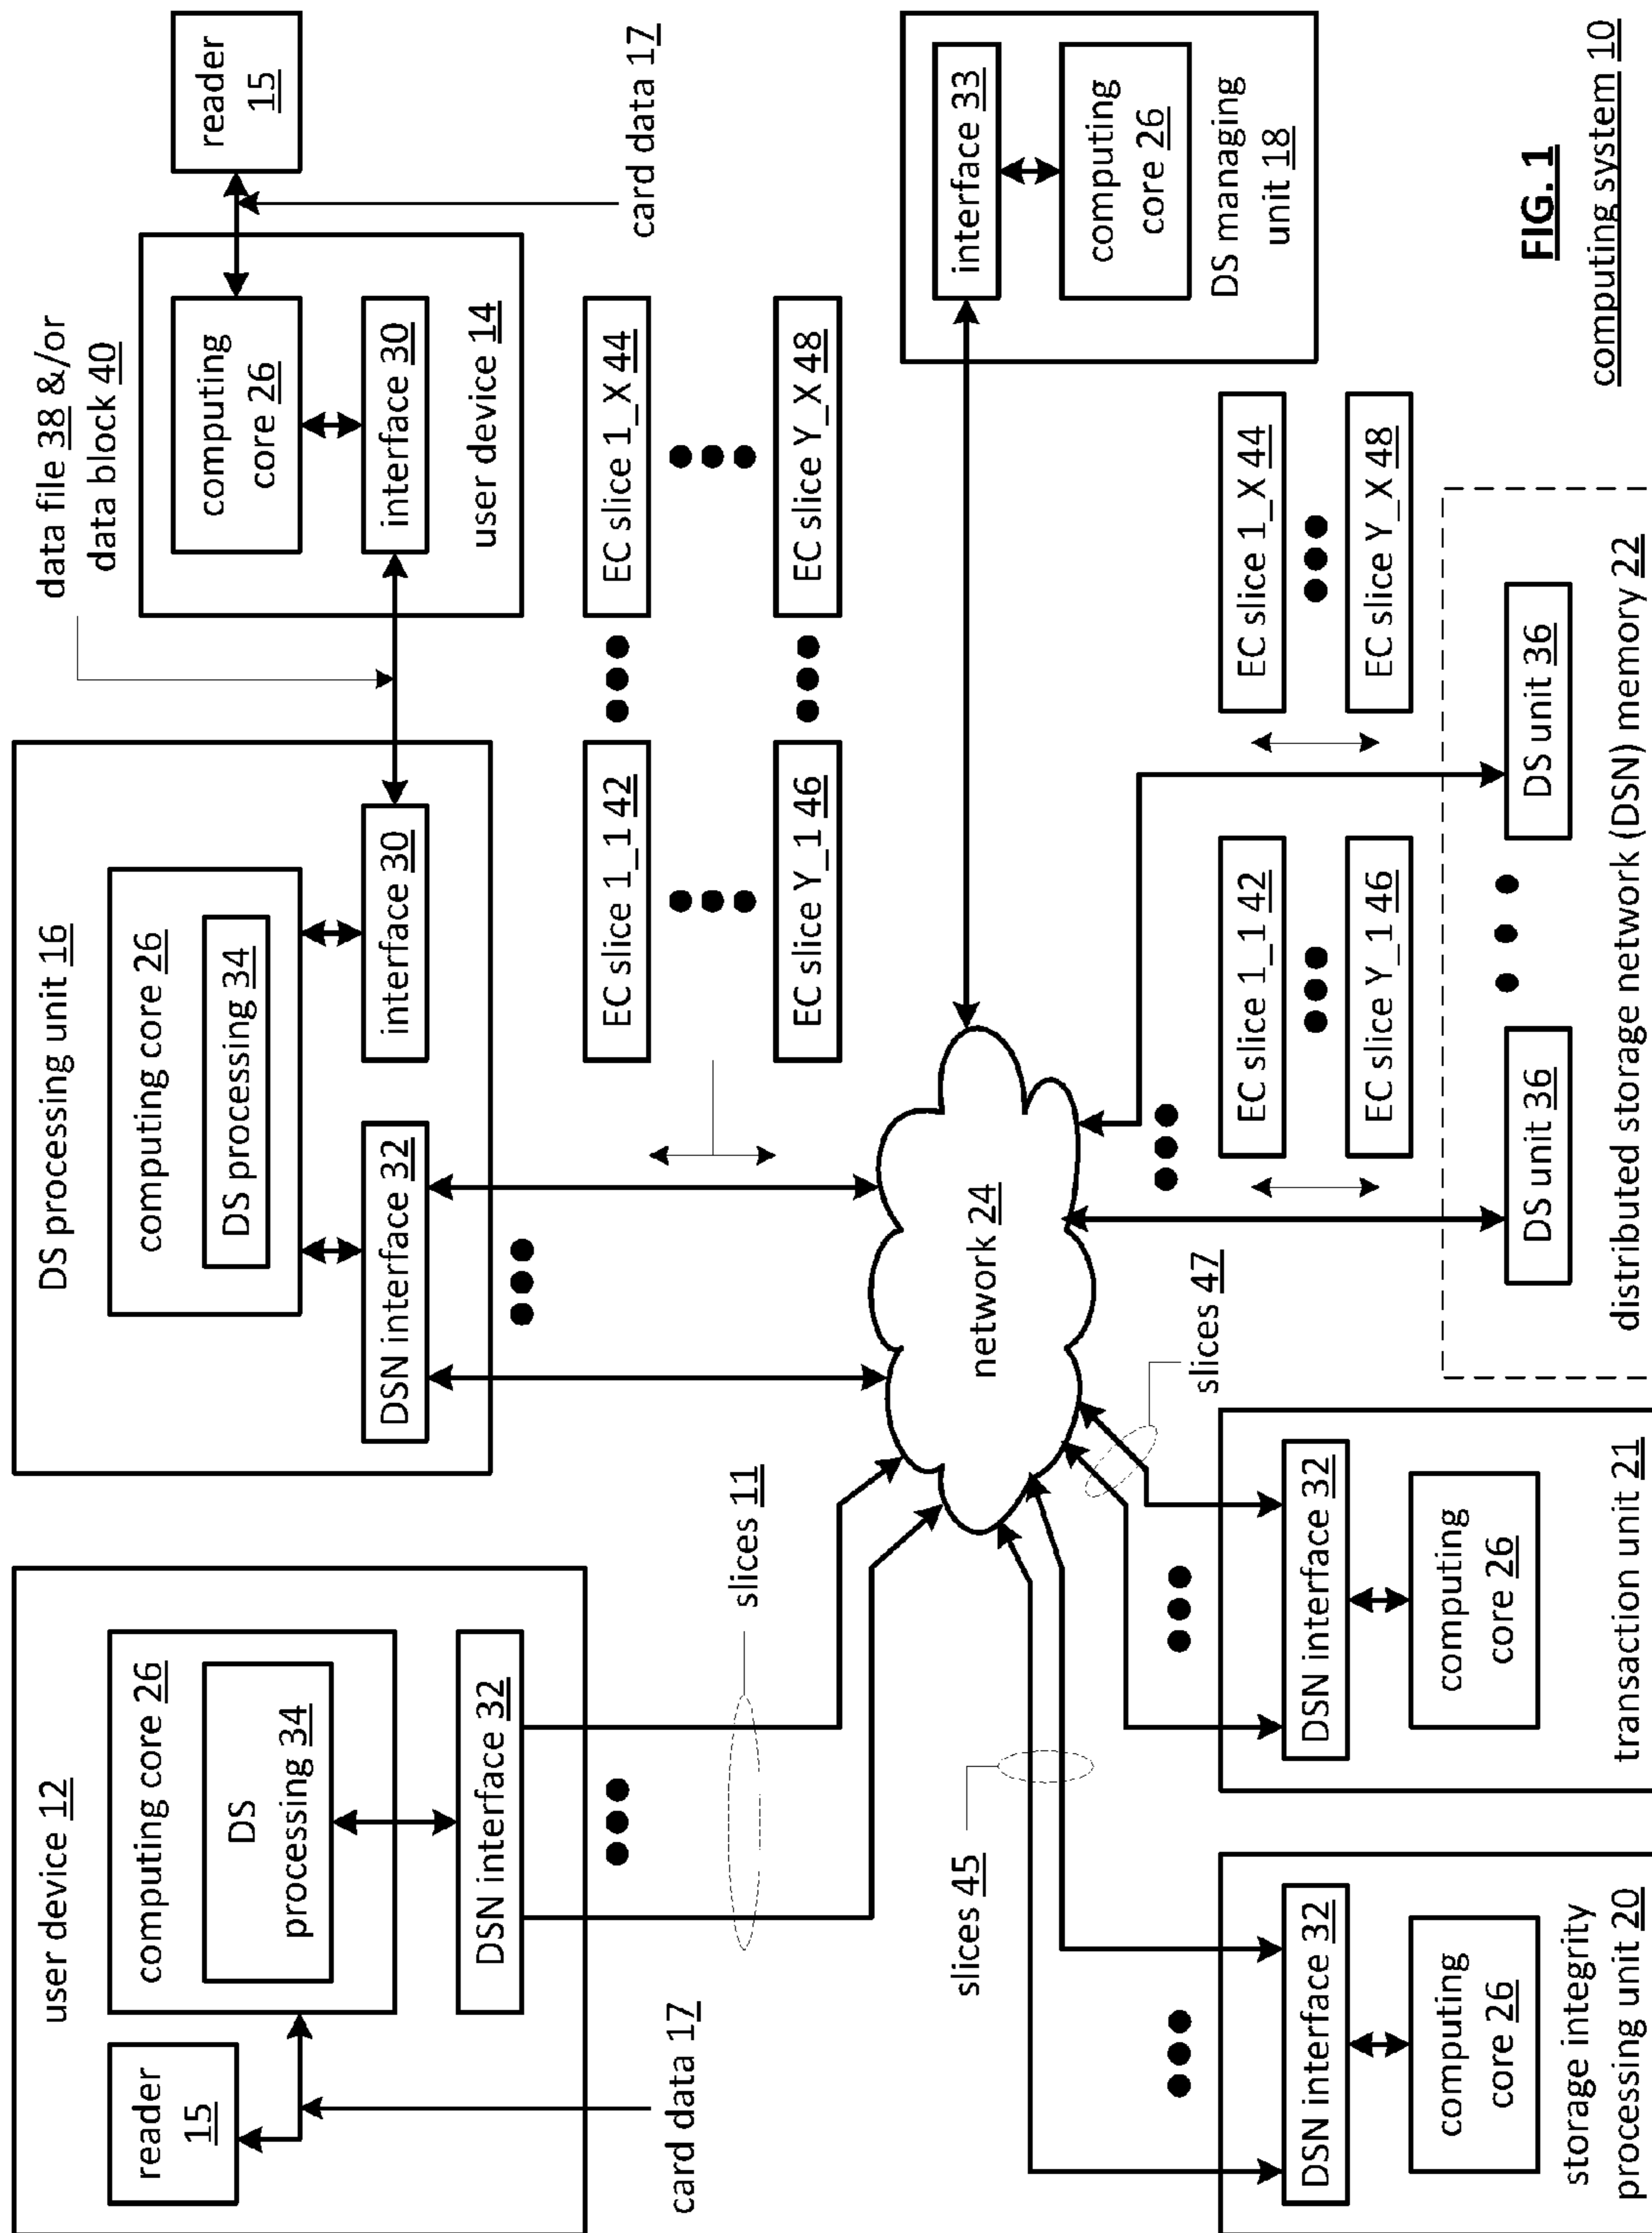 user device 12
reader
15
computing core 26
DS
processing 34
DSN interface 32
card data 17
slices 11
DS processing unit 16
computing core 26
DS processing 34
DSN interface 32
interface 30
data file 38 &/or
data block 40
computing
core 26
interface 30
user device 14
reader
15
card data 17
EC slice 1_1 42
EC slice 1_X 44
EC slice Y_1 46
EC slice Y_X 48
network 24
interface 33
computing
core 26
DS managing
unit 18
slices 45
slices 47
DSN interface 32
computing
core 26
storage integrity
processing unit 20
DSN interface 32
computing
core 26
transaction unit 21
EC slice 1_1 42
EC slice 1_X 44
EC slice Y_1 46
EC slice Y_X 48
DS unit 36
DS unit 36
distributed storage network (DSN) memory 22
FIG. 1
computing system 10